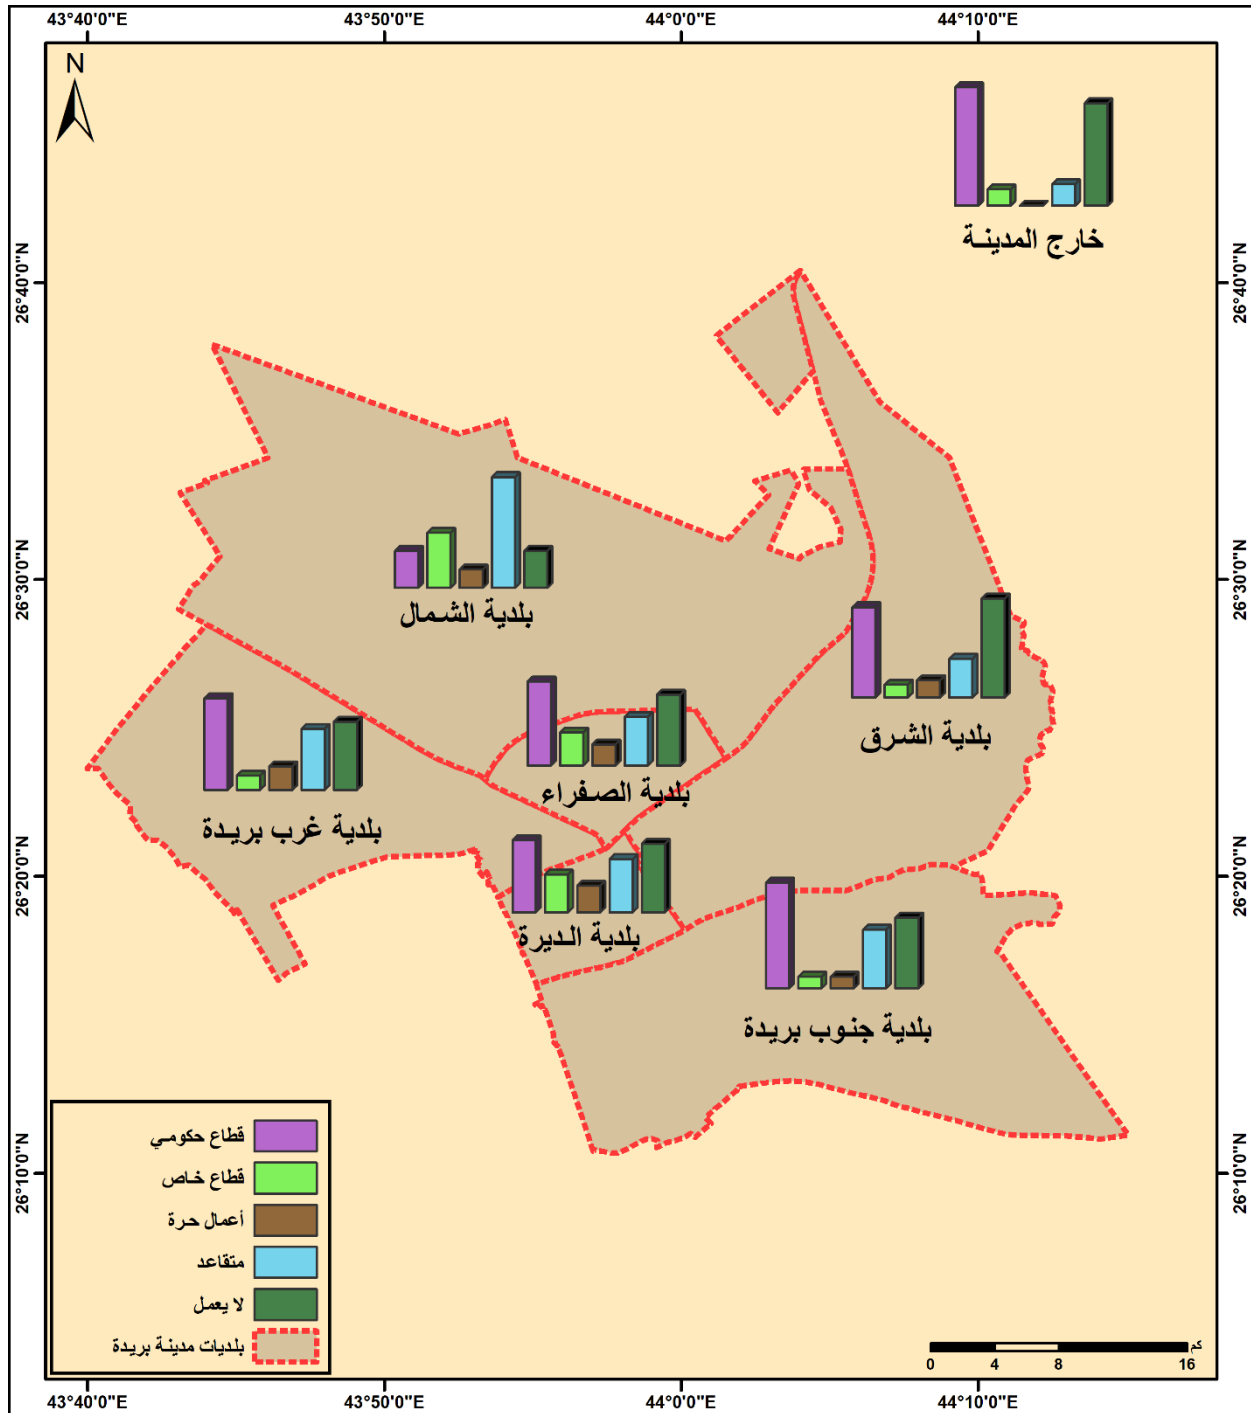 43°40'0"E 43°50'0"E 44°0'0"E 44°10'0"E
N
خارج المدينة
26°40'0"N 26°40'0"N
26°30'0"N 26°30'0"N
بلدية الشمال
بلدية الشرق
بلدية الصفراء
بلدية غرب بريدة
26°20'0"N 26°20'0"N
بلدية الديرة
بلدية جنوب بريدة
26°10'0"N 26°10'0"N
قطاع حكومي
قطاع خاص
أعمال حرة
متقاعد
لا يعمل
بلديات مدينة بريدة
كم
0 4 8 16
43°40'0"E 43°50'0"E 44°0'0"E 44°10'0"E